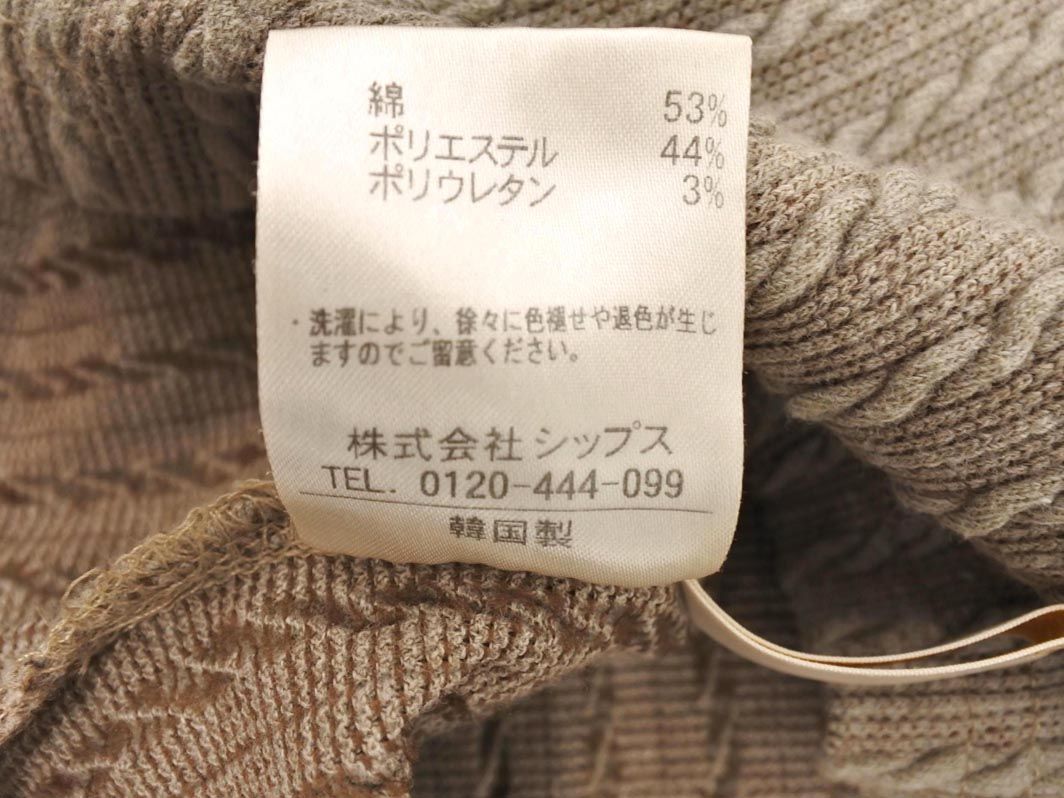 綿 53%
ポリエステル 44%
ポリウレタン 3%
・洗濯により、徐々に色褪せや退色が生じ
ますのでご留意ください。
株式会社 シップス
TEL. 0120-444-099
韓国製